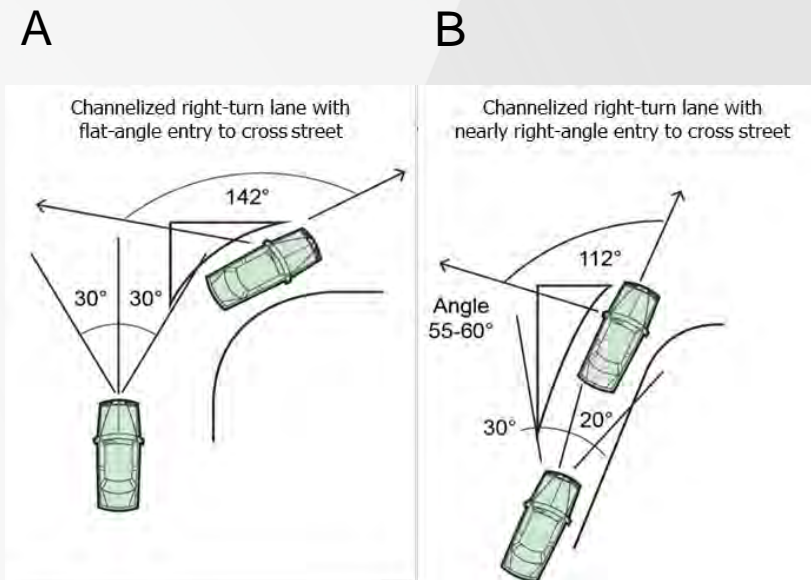 A
Channelized right-turn lane with
flat-angle entry to cross street
142°
30°
30°
B
Channelized right-turn lane with
nearly right-angle entry to cross street
112°
Angle
55-60°
30°
20°